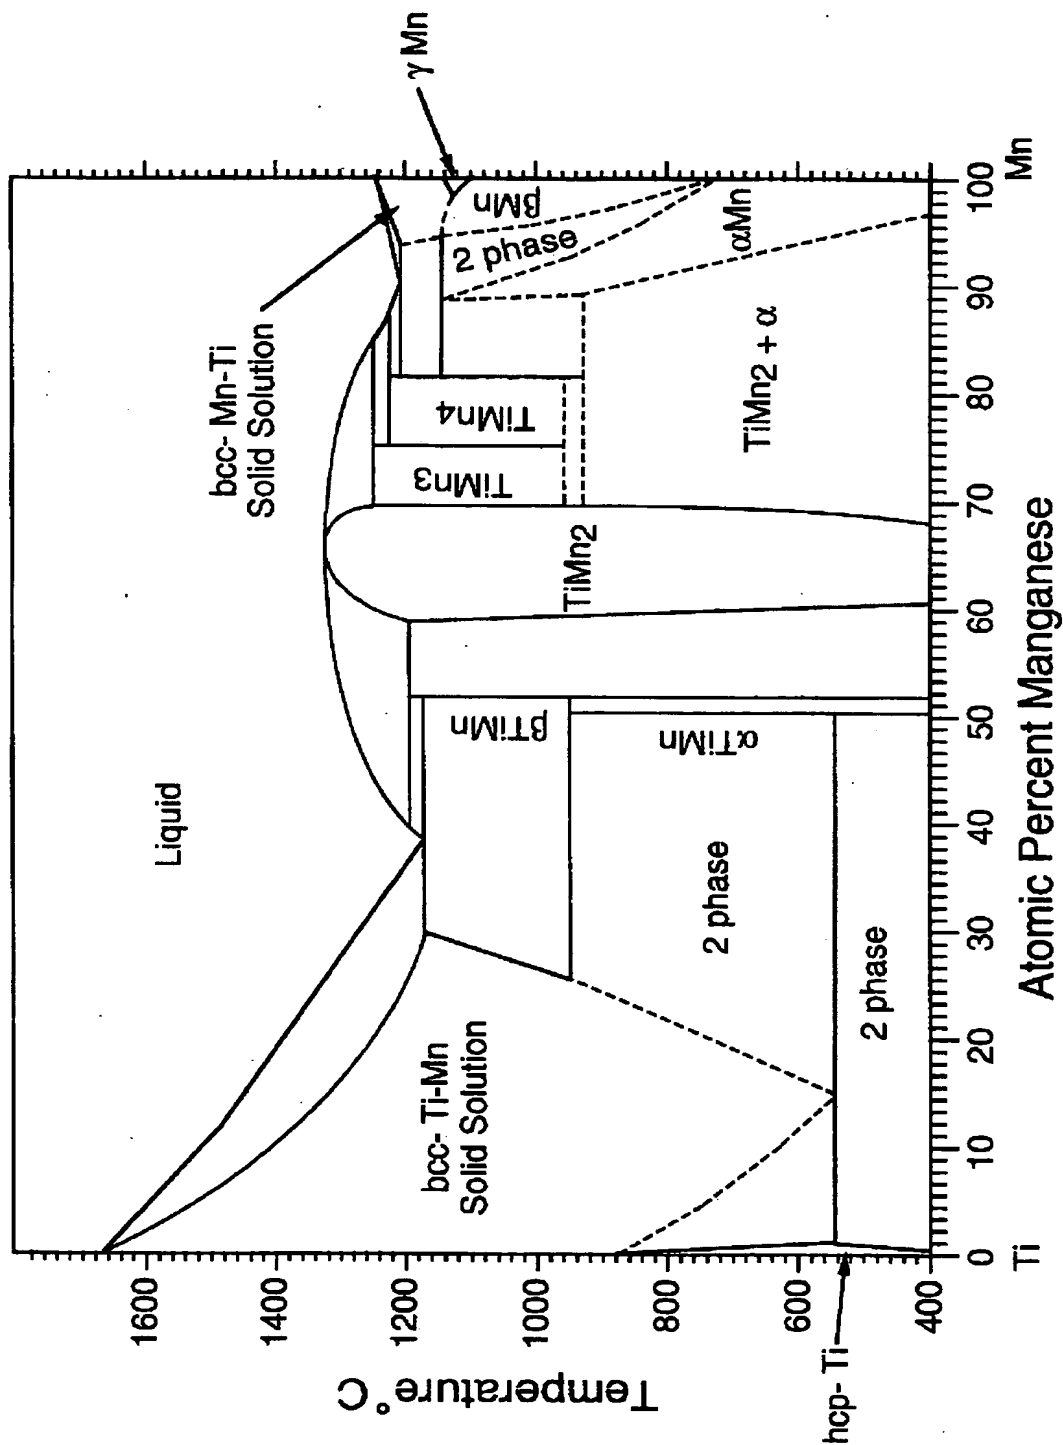 Temperature °C
1600
1400
1200
1000
800
600
400
Liquid
bcc- Mn-Ti
Solid Solution
γ Mn
bcc- Ti-Mn
Solid Solution
βTiMn
αTiMn
TiMn2
TiMn3
TiMn4
2 phase
βMn
αMn
TiMn2 + α
2 phase
2 phase
hcp- Ti
0
10
20
30
40
50
60
70
80
90
100
Ti
Mn
Atomic Percent Manganese